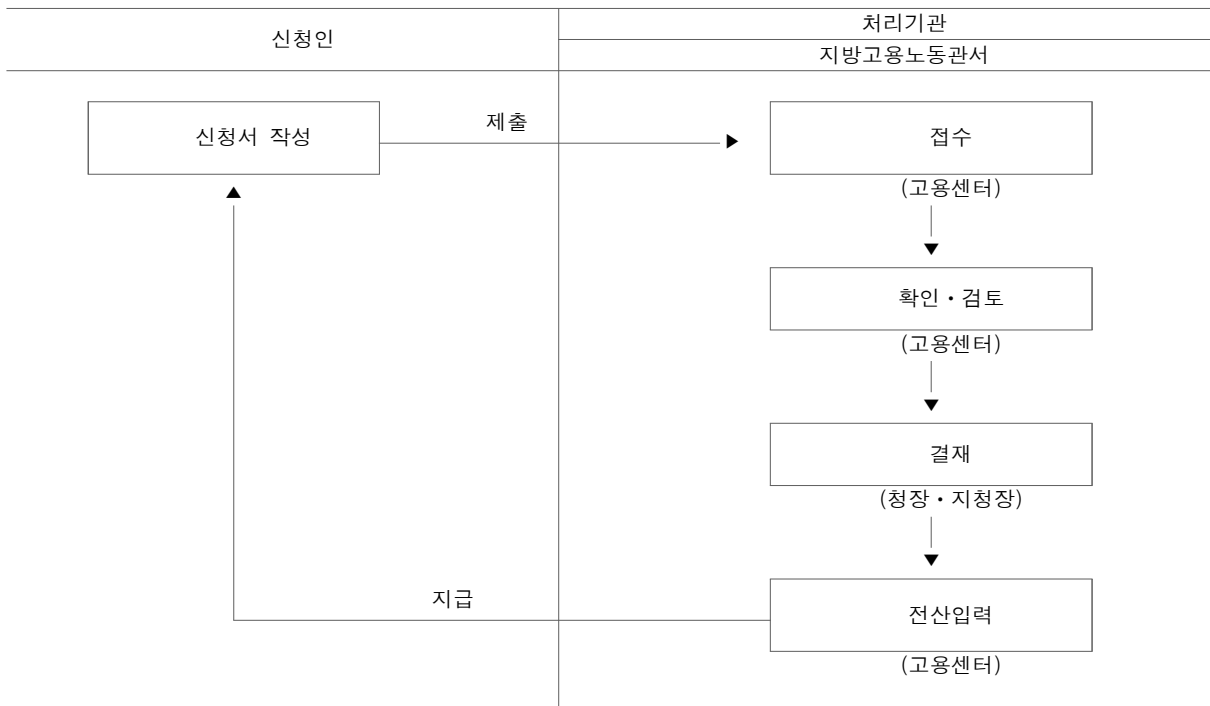 신청인
처리기관
지방고용노동관서
신청서 작성
제출
접수
(고용센터)
확인・검토
(고용센터)
결재
(청장・지청장)
지급
전산입력
(고용센터)